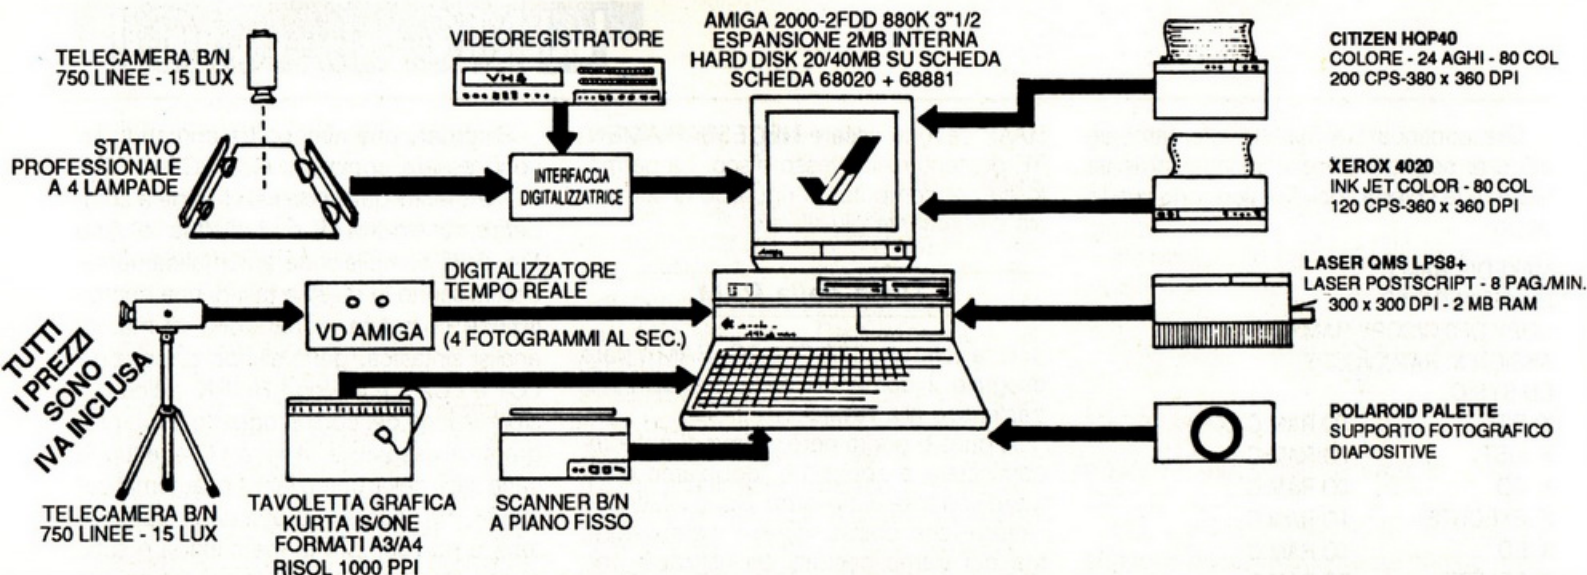 TELECAMERA B/N
750 LINEE - 15 LUX
STATIVO
PROFESSIONALE
A 4 LAMPADE
VIDEOREGISTRATORE
VHS
INTERFACCIA
DIGITALIZZATRICE
AMIGA 2000-2FDD 880K 3"1/2
ESPANSIONE 2MB INTERNA
HARD DISK 20/40MB SU SCHEDA
SCHEDA 68020 + 68881
CITIZEN HQP40
COLORE - 24 AGHI - 80 COL
200 CPS-380 x 360 DPI
XEROX 4020
INK JET COLOR - 80 COL
120 CPS-360 x 360 DPI
LASER QMS LPS8+
LASER POSTSCRIPT - 8 PAG./MIN.
300 x 300 DPI - 2 MB RAM
POLAROID PALETTE
SUPPORTO FOTOGRAFICO
DIAPOSITIVE
DIGITALIZZATORE
TEMPO REALE
VD AMIGA
(4 FOTOGRAMMI AL SEC.)
TUTTI
I PREZZI
SONO
IVA INCLUSA
TELECAMERA B/N
750 LINEE - 15 LUX
TAVOLETTA GRAFICA
KURTA IS/ONE
FORMATI A3/A4
RISOL 1000 PPI
SCANNER B/N
A PIANO FISSO